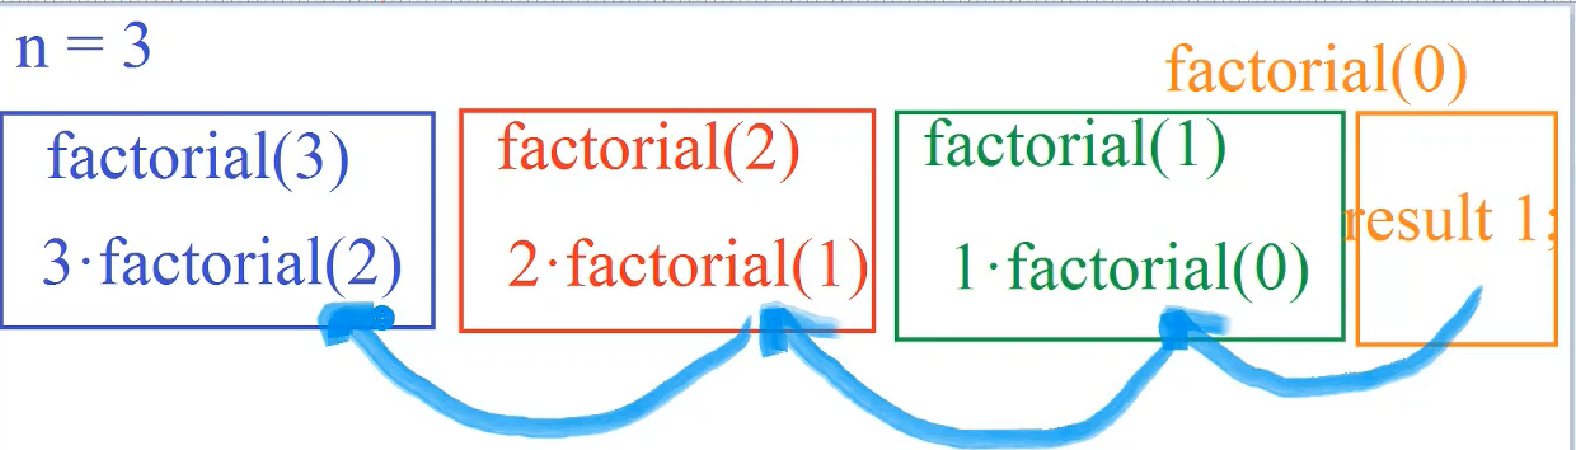 n = 3
factorial(3)
3·factorial(2)
factorial(2)
2·factorial(1)
factorial(1)
1·factorial(0)
factorial(0)
result 1;